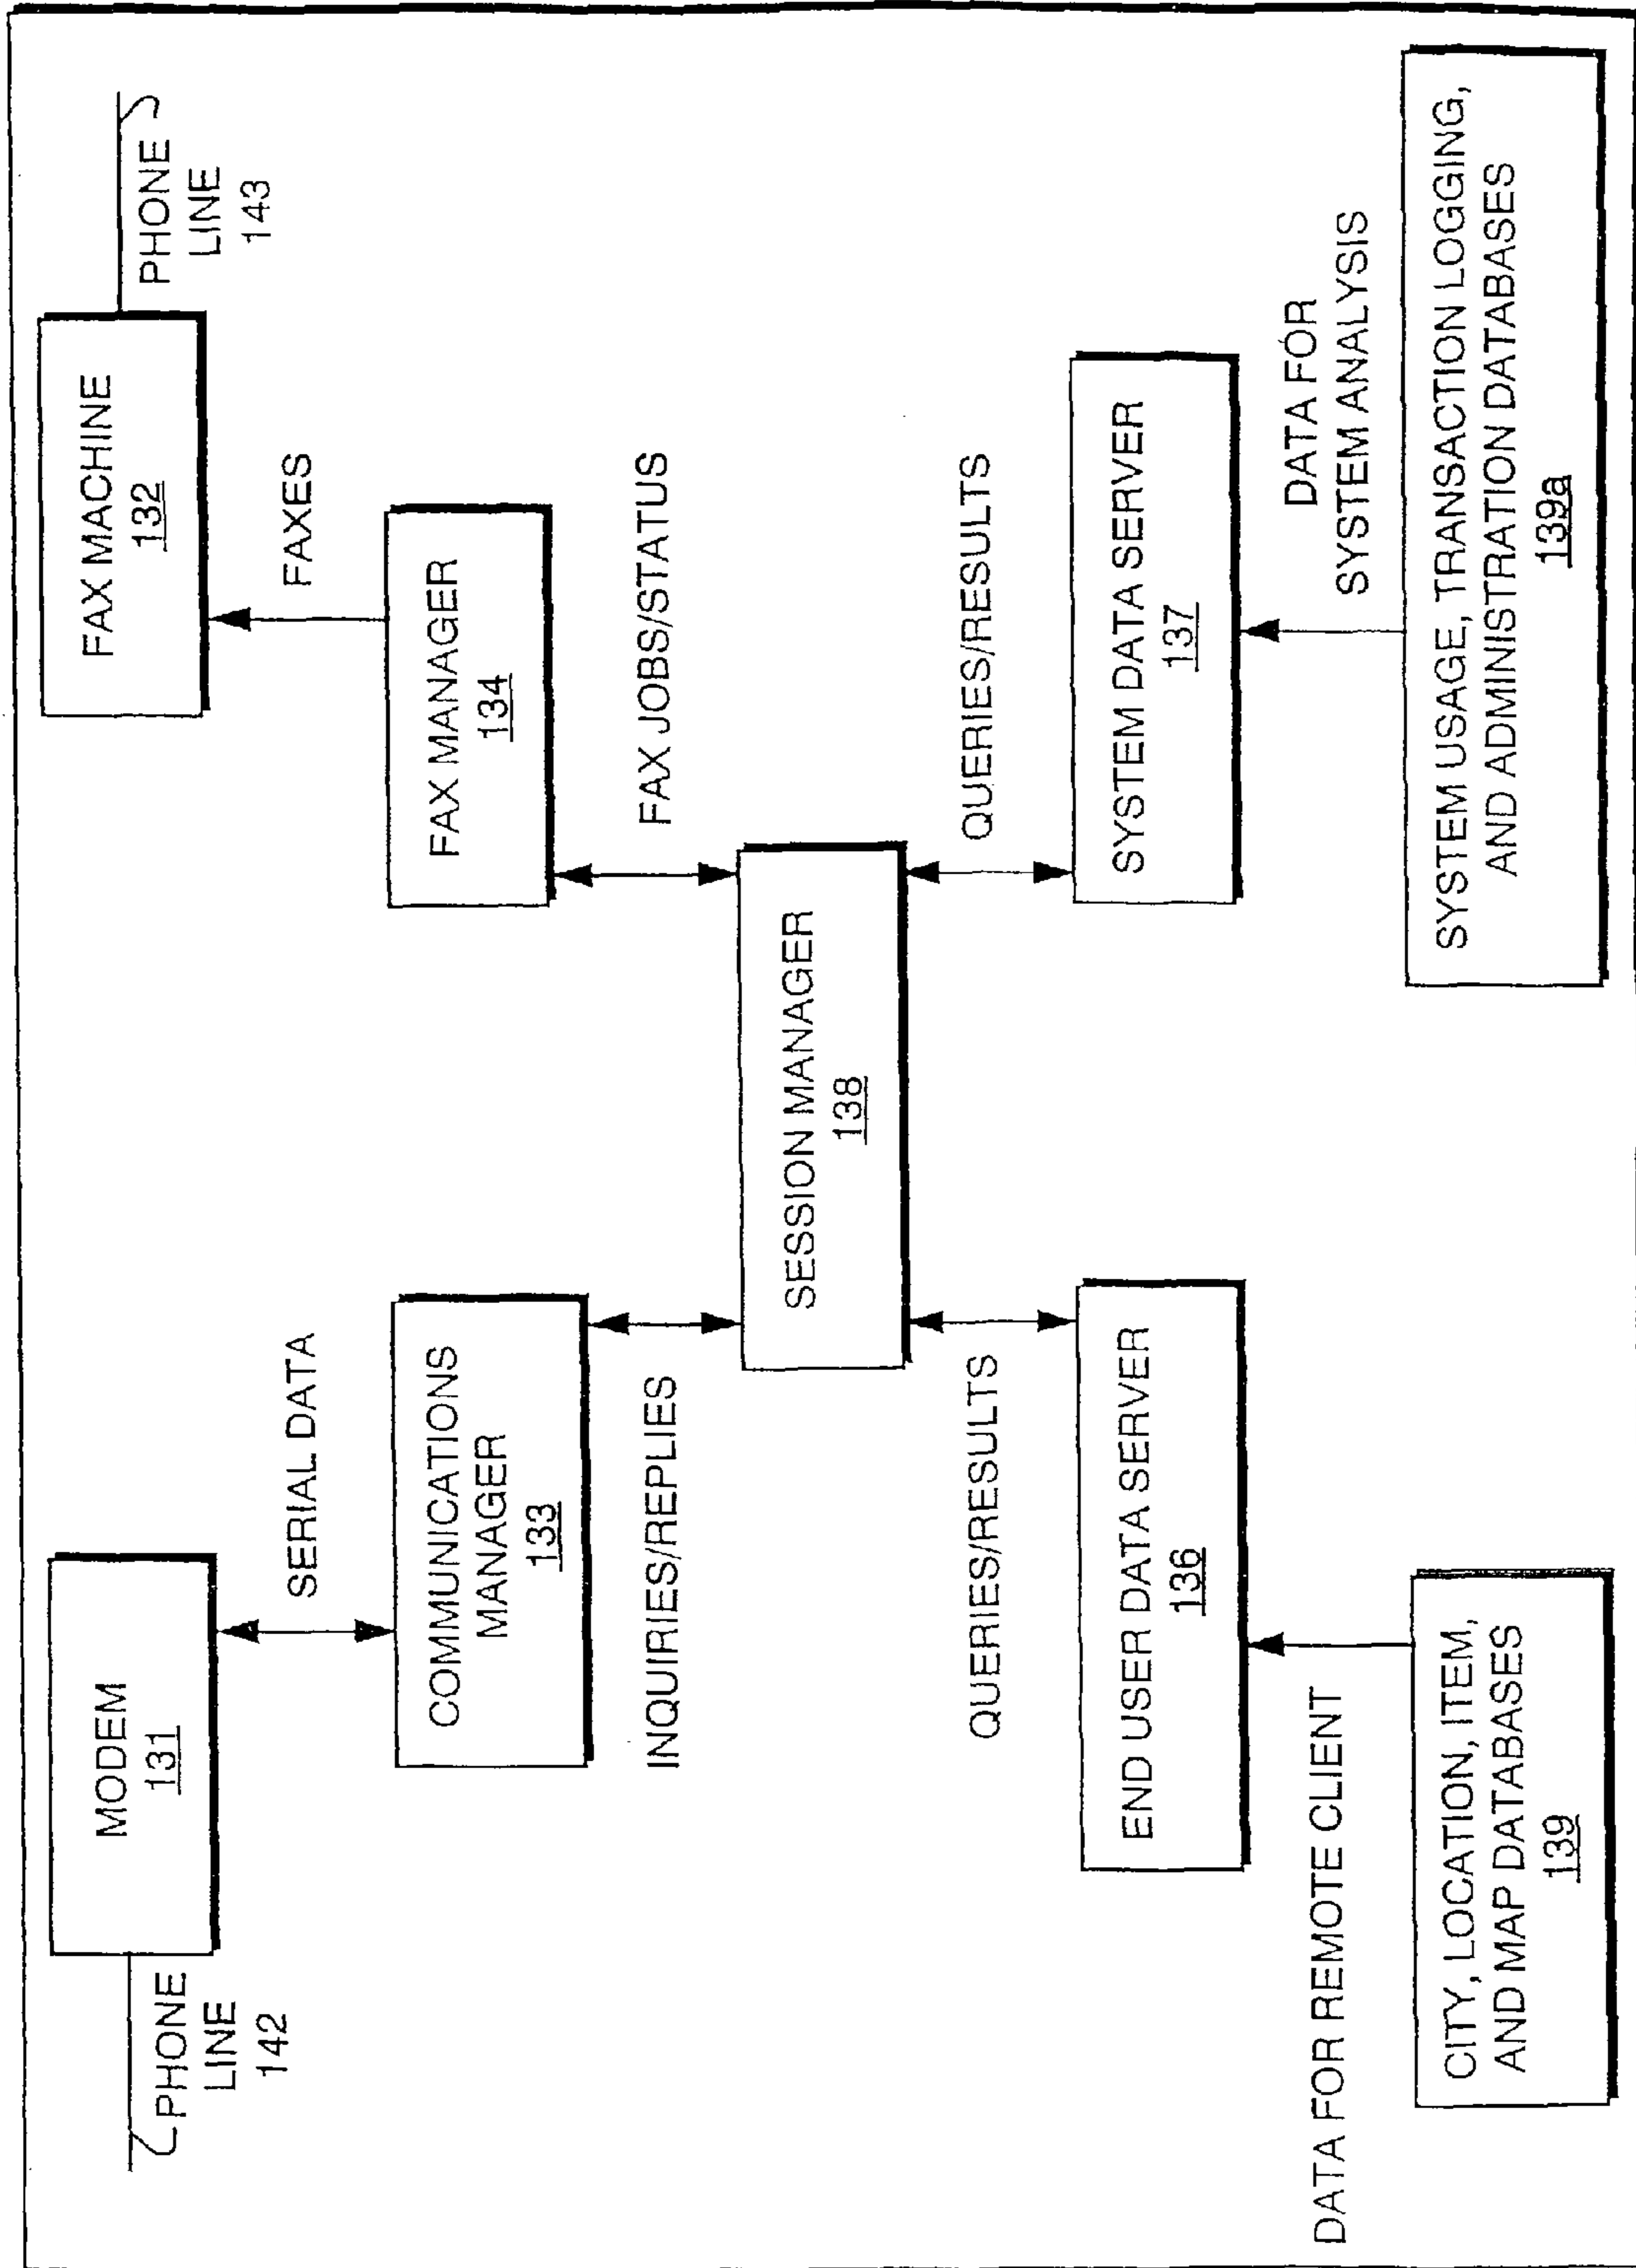 MODEM
131
PHONE
LINE
142
SERIAL DATA
COMMUNICATIONS
MANAGER
133
INQUIRIES/REPLIES
FAX MACHINE
132
PHONE
LINE
143
FAXES
FAX MANAGER
134
FAX JOBS/STATUS
SESSION MANAGER
138
QUERIES/RESULTS
END USER DATA SERVER
136
DATA FOR REMOTE CLIENT
CITY, LOCATION, ITEM,
AND MAP DATABASES
139
QUERIES/RESULTS
SYSTEM DATA SERVER
137
DATA FOR
SYSTEM ANALYSIS
SYSTEM USAGE, TRANSACTION LOGGING,
AND ADMINISTRATION DATABASES
139a